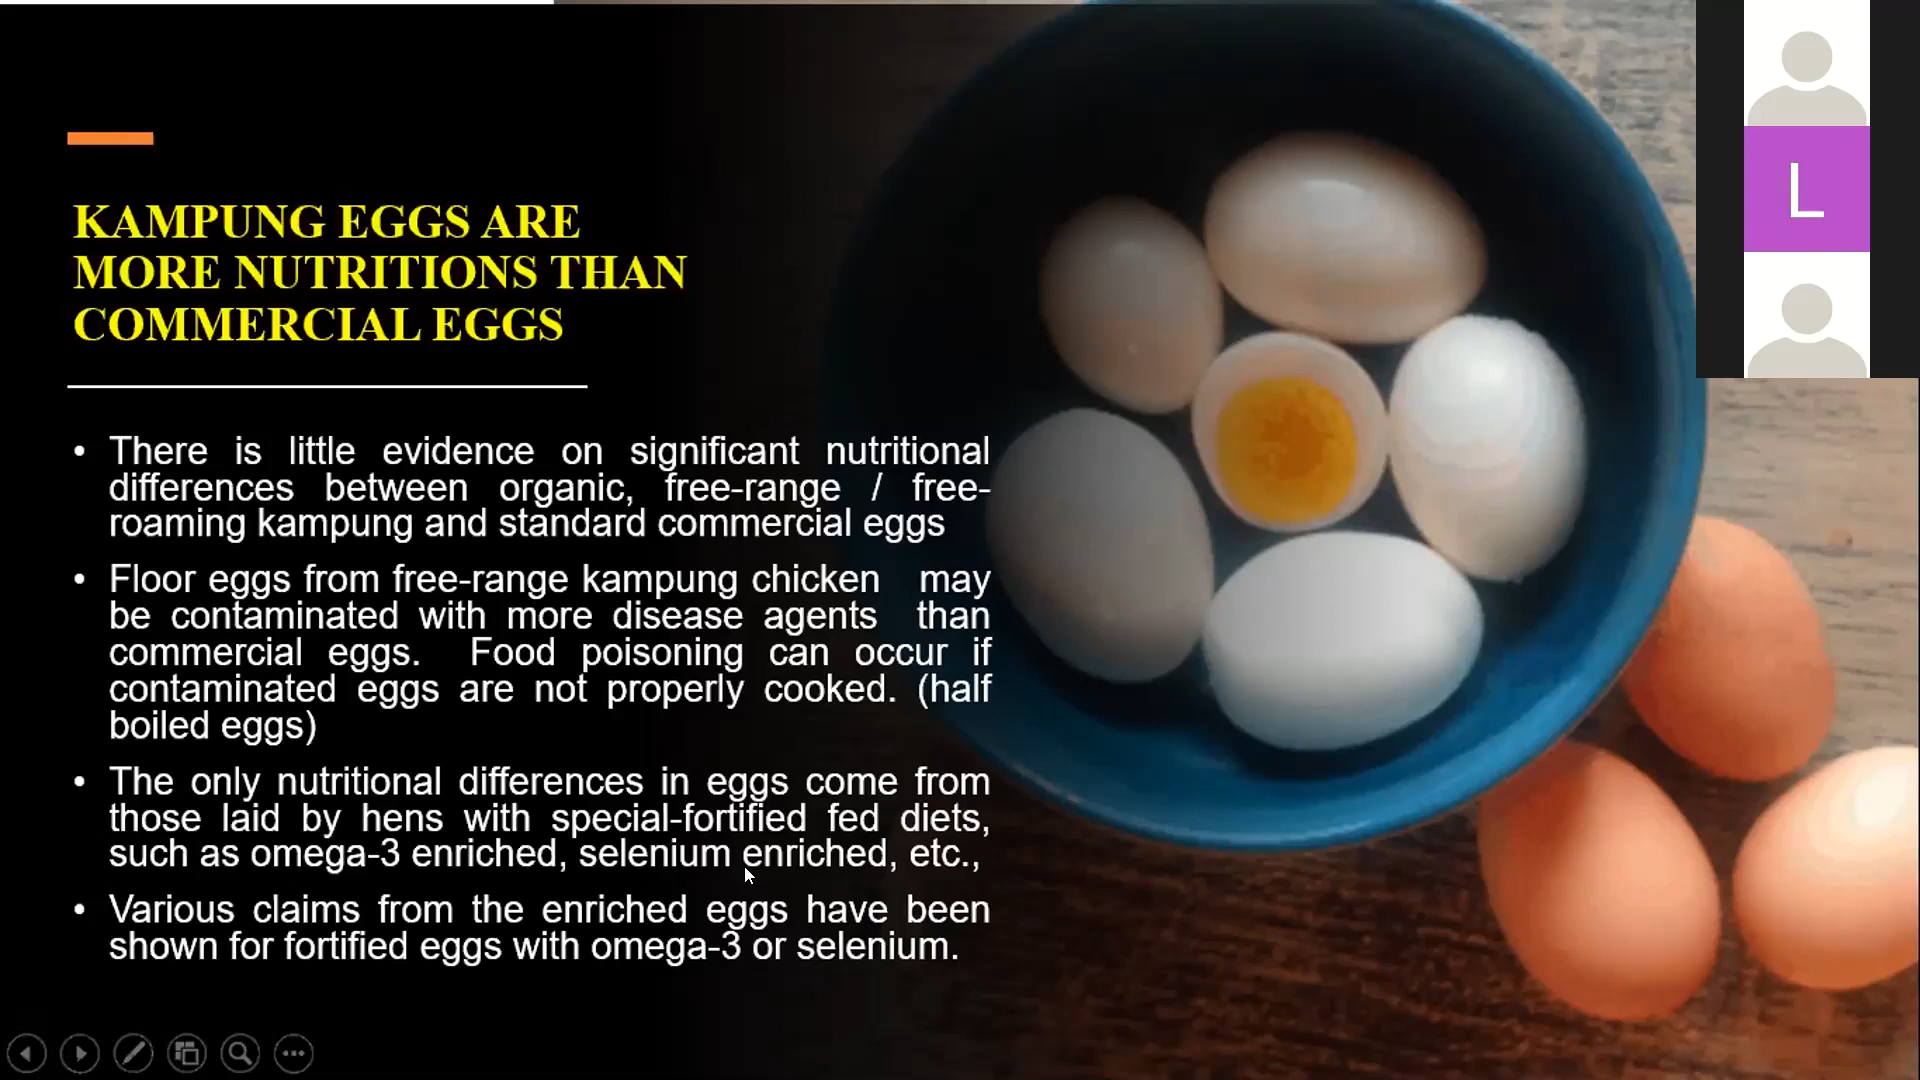 KAMPUNG EGGS ARE
MORE NUTRITIONS THAN
COMMERCIAL EGGS
• There is little evidence on significant nutritional
differences between organic, free-range / free-
roaming kampung and standard commercial eggs
• Floor eggs from free-range kampung chicken may
be contaminated with more disease agents than
commercial eggs. Food poisoning can occur if
contaminated eggs are not properly cooked. (half
boiled eggs)
• The only nutritional differences in eggs come from
those laid by hens with special-fortified fed diets,
such as omega-3 enriched, selenium enriched, etc.,
• Various claims from the enriched eggs have been
shown for fortified eggs with omega-3 or selenium.
L